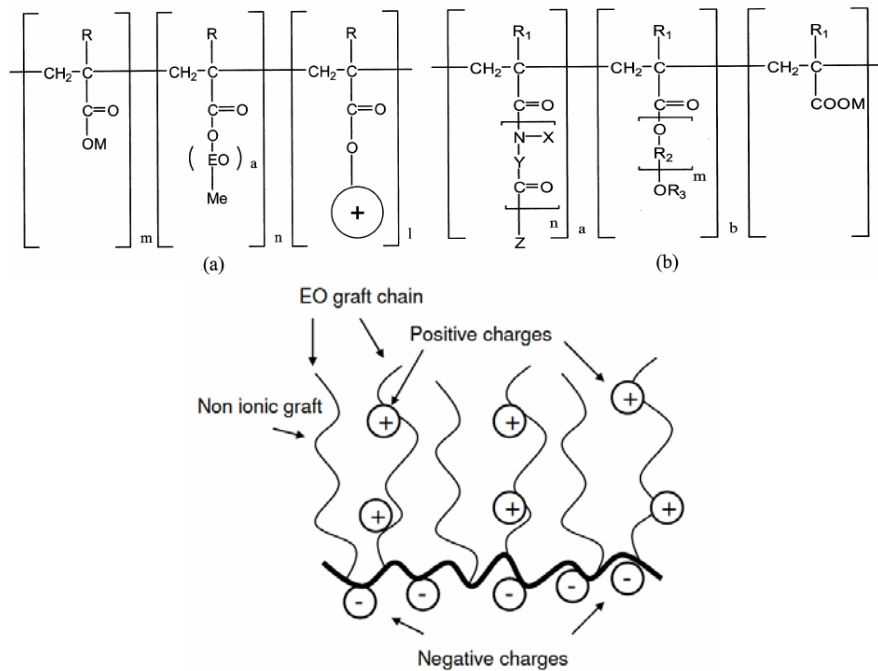 R R R R₁ R₁ R₁
CH₂ C CH₂ C CH₂ C CH₂ C CH₂ C CH₂ C
C=O C=O C=O C=O C=O COOM
OM O O N X O
( EO ) a Y R₂
Me + C=O OR₃ m
m n l n a b
Z
(a) (b)
EO graft chain
Positive charges
Non ionic graft
+ + +
+ + +
- - - - -
Negative charges